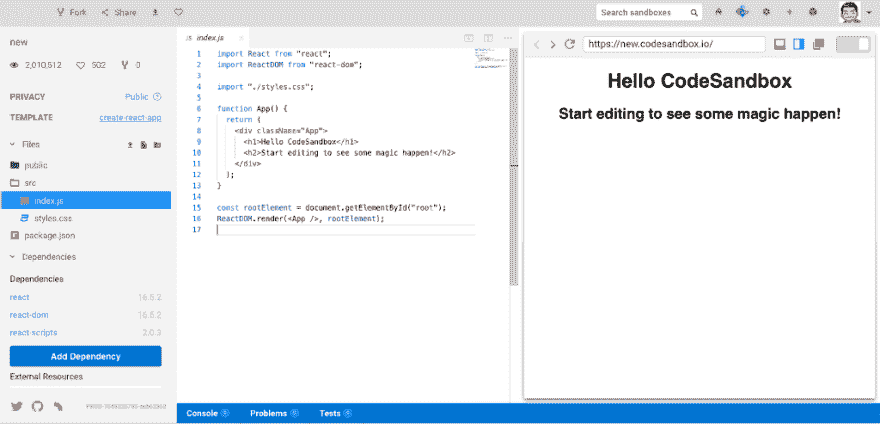 Fork Share
Search sandboxes
new
2,010,512 502 0
PRIVACY Public
TEMPLATE create-react-app
Files
public
src
index.js
styles.css
package.json
Dependencies
Dependencies
react 16.5.2
react-dom 16.5.2
react-scripts 2.0.3
Add Dependency
External Resources
JS index.js
1 import React from "react";
2 import ReactDOM from "react-dom";
3
4 import "./styles.css";
5
6 function App() {
7 return (
8 <div className="App">
9 <h1>Hello CodeSandbox</h1>
10 <h2>Start editing to see some magic happen!</h2>
11 </div>
12 );
13 }
14
15 const rootElement = document.getElementById("root");
16 ReactDOM.render(<App />, rootElement);
17
Console 0 Problems 0 Tests 0
https://new.codesandbox.io/
Hello CodeSandbox
Start editing to see some magic happen!